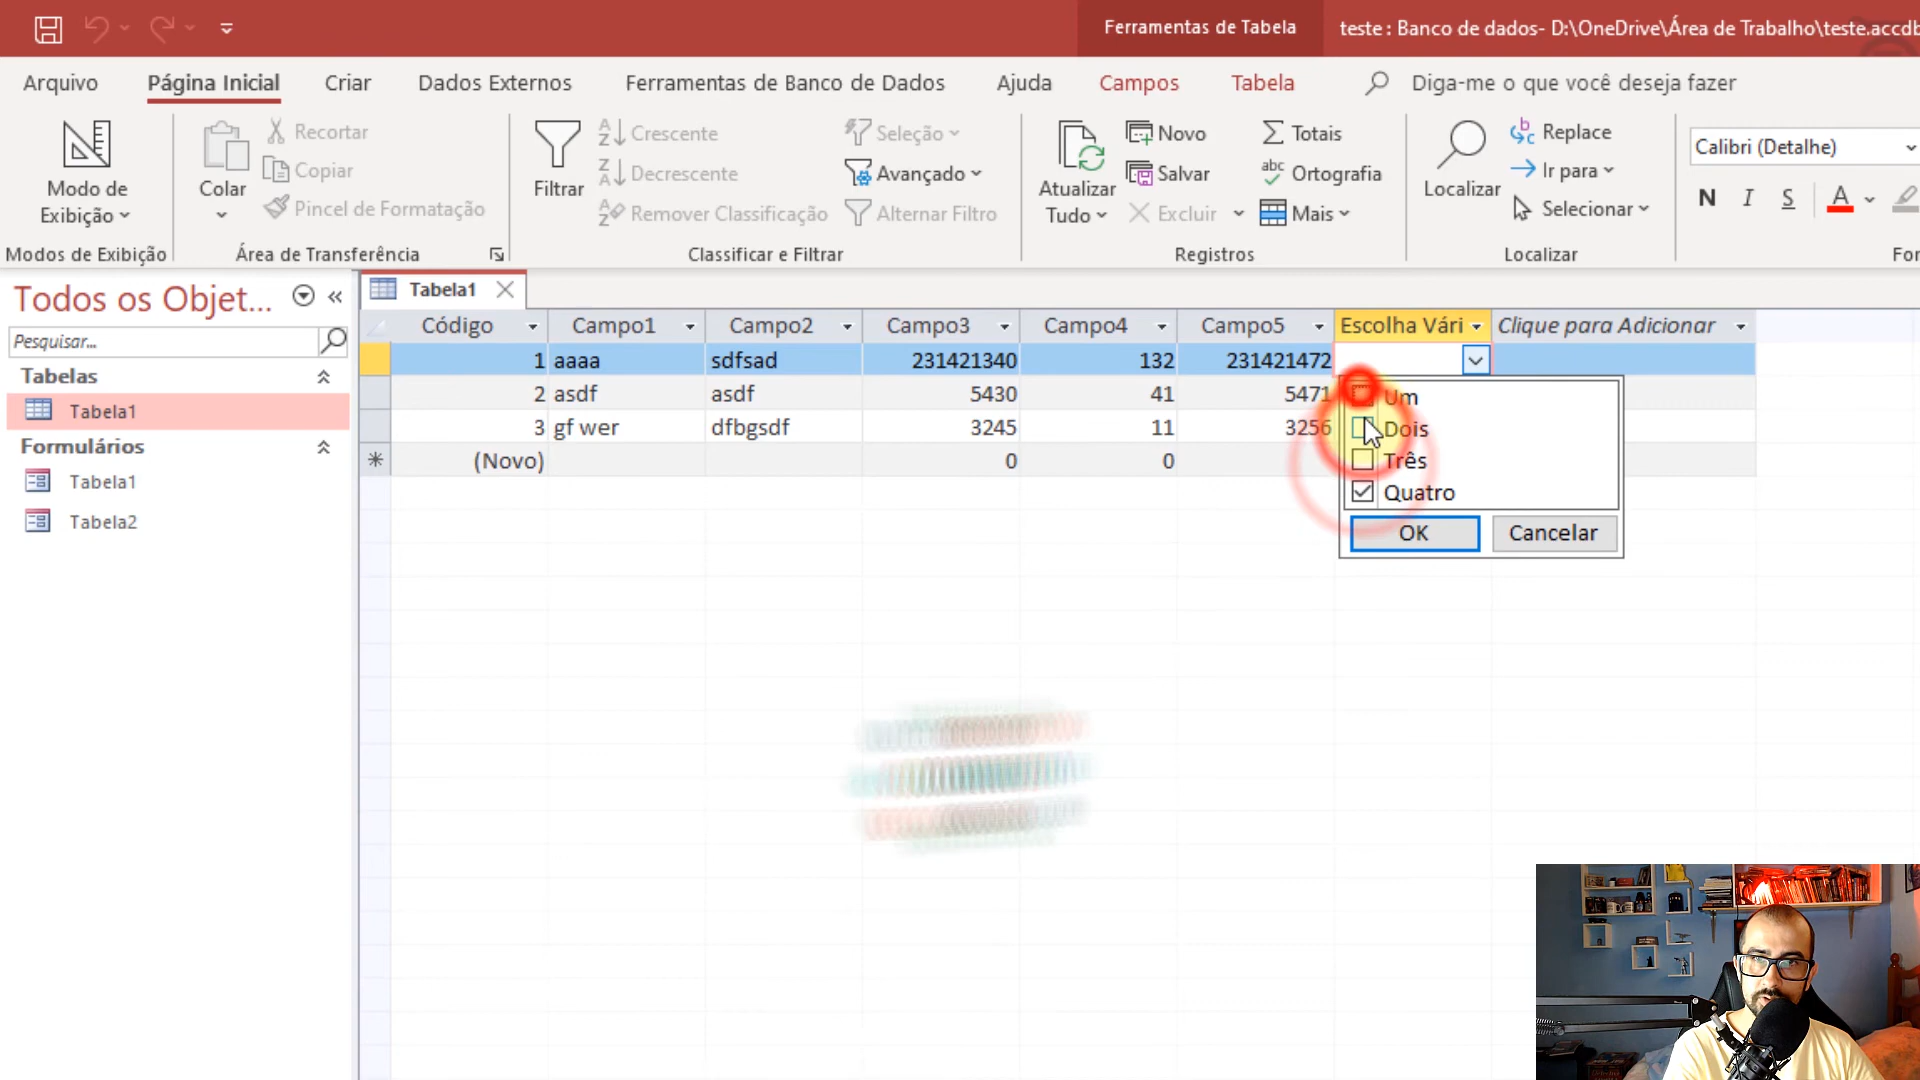 Ferramentas de Tabela
teste : Banco de dados- D:\OneDrive\Área de Trabalho\teste.accdb
Arquivo
Página Inicial
Criar
Dados Externos
Ferramentas de Banco de Dados
Ajuda
Campos
Tabela
Diga-me o que você deseja fazer
Modo de
Exibição
Modos de Exibição
Colar
Recortar
Copiar
Pincel de Formatação
Área de Transferência
Filtrar
Crescente
Decrescente
Remover Classificação
Seleção
Avançado
Alternar Filtro
Classificar e Filtrar
Atualizar
Tudo
Novo
Salvar
Excluir
Totais
Ortografia
Mais
Registros
Localizar
Replace
Ir para
Selecionar
Localizar
Calibri (Detalhe)
N I S A
For
Todos os Objet...
Pesquisar...
Tabelas
Tabela1
Formulários
Tabela1
Tabela2
Tabela1
Código Campo1 Campo2 Campo3 Campo4 Campo5 Escolha Vári Clique para Adicionar
1 aaaa sdfsad 231421340 132 231421472
2 asdf asdf 5430 41 5471
3 gf wer dfbgsdf 3245 11 3256
(Novo) 0 0
Um
Dois
Três
Quatro
OK
Cancelar